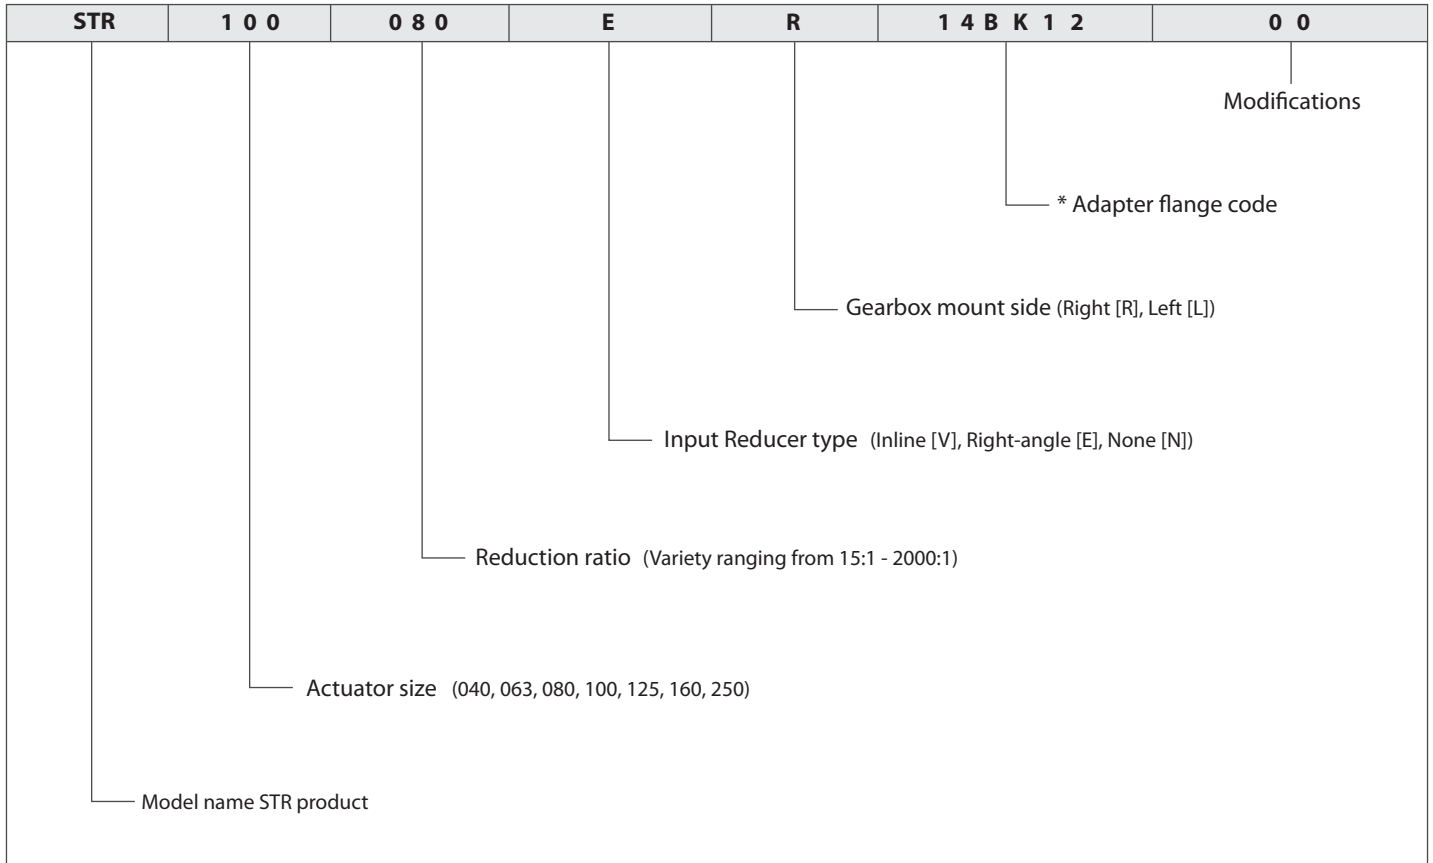 STR 1 0 0 0 8 0 E R 1 4 B K 1 2 0 0
Modifications
* Adapter flange code
Gearbox mount side (Right [R], Left [L])
Input Reducer type (Inline [V], Right-angle [E], None [N])
Reduction ratio (Variety ranging from 15:1 - 2000:1)
Actuator size (040, 063, 080, 100, 125, 160, 250)
Model name STR product